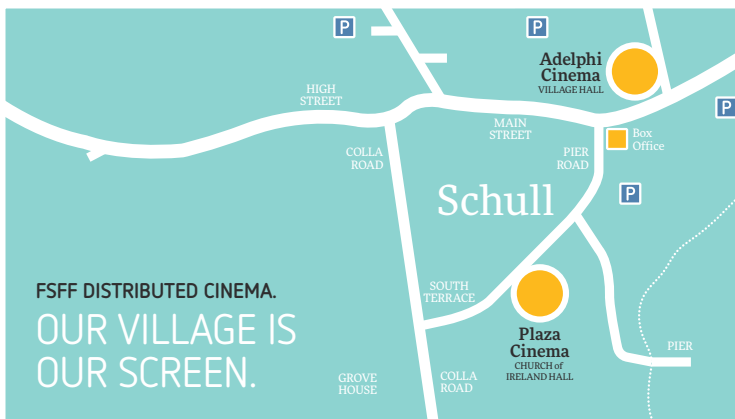 P
P
Adelphi
Cinema
VILLAGE HALL
HIGH
STREET
P
MAIN
STREET
Box
Office
COLLA
ROAD
PIER
ROAD
Schull
P
FSFF DISTRIBUTED CINEMA.
OUR VILLAGE IS
OUR SCREEN.
SOUTH
TERRACE
Plaza
Cinema
CHURCH of
IRELAND HALL
PIER
GROVE
HOUSE
COLLA
ROAD